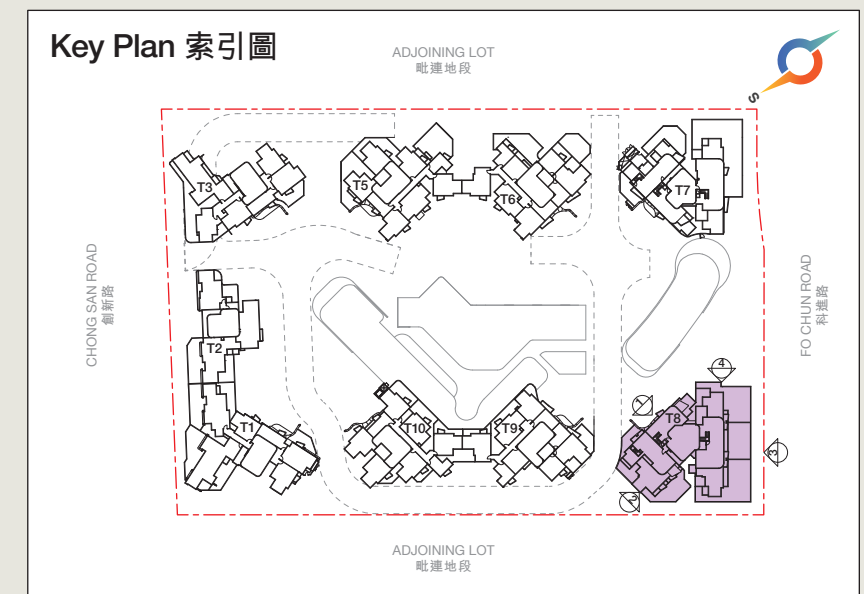 Key Plan 索引圖
ADJOINING LOT
毗連地段
S
T3
T5
T6
T7
CHONG SAN ROAD
創新路
FO CHUN ROAD
科進路
T2
T1
T10
T9
T8
4
1
3
2
ADJOINING LOT
毗連地段